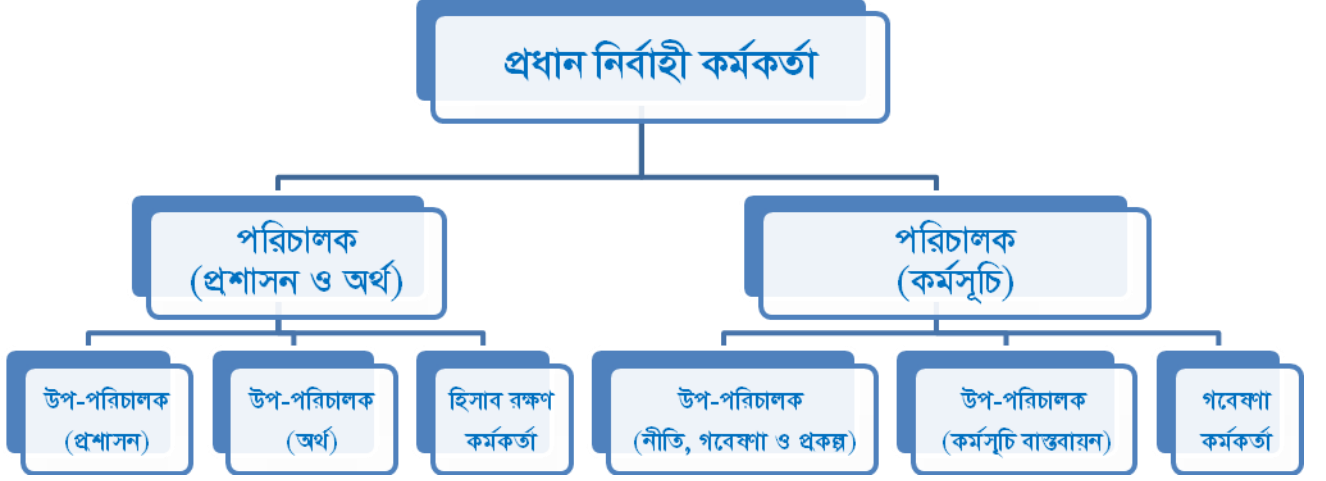 প্রধান নির্বাহী কর্মকর্তা
পরিচালক
(প্রশাসন ও অর্থ)
পরিচালক
(কর্মসূচি)
উপ-পরিচালক
(প্রশাসন)
উপ-পরিচালক
(অর্থ)
হিসাব রক্ষণ
কর্মকর্তা
উপ-পরিচালক
(নীতি, গবেষণা ও প্রকল্প)
উপ-পরিচালক
(কর্মসূচি বাস্তবায়ন)
গবেষণা
কর্মকর্তা